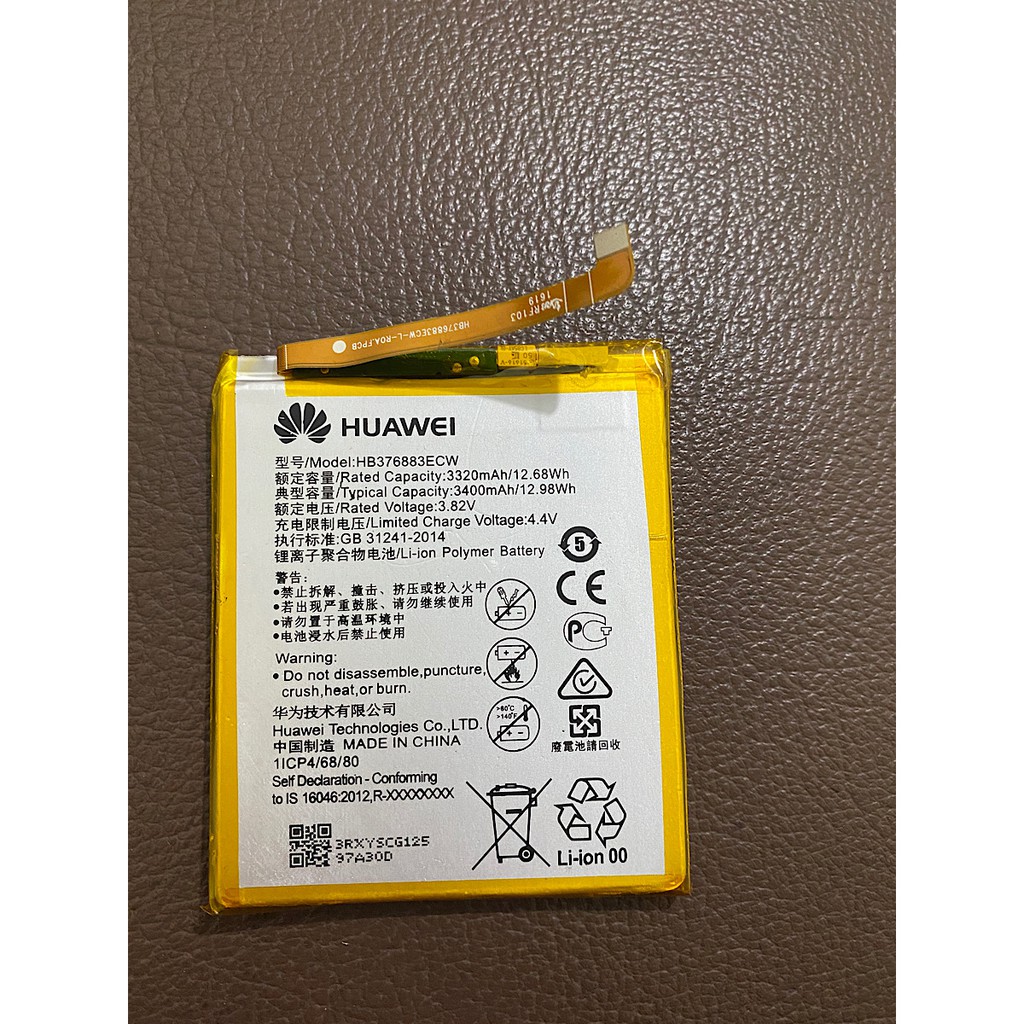 RF103
1619
HB376883ECW-L-ROA.FPCB
HUAWEI
型号/Model:HB376883ECW
额定容量/Rated Capacity:3320mAh/12.68Wh
典型容量/Typical Capacity:3400mAh/12.98Wh
额定电压/Rated Voltage:3.82V
充电限制电压/Limited Charge Voltage:4.4V
执行标准:GB 31241-2014
锂离子聚合物电池/Li-ion Polymer Battery
5
CE
警告:
•禁止拆解、撞击、挤压或投入火中
•若出现严重鼓胀、请勿继续使用
•请勿置于高温环境中
•电池浸水后禁止使用
Warning:
• Do not disassemble,puncture,
crush,heat,or burn.
>60°C
>140°F
华为技术有限公司
Huawei Technologies Co.,LTD.
中国制造 MADE IN CHINA
廢電池請回收
1ICP4/68/80
Self Declaration - Conforming
to IS 16046:2012,R-XXXXXXXX
3RXYSCG125
97A30D
Li-ion 00